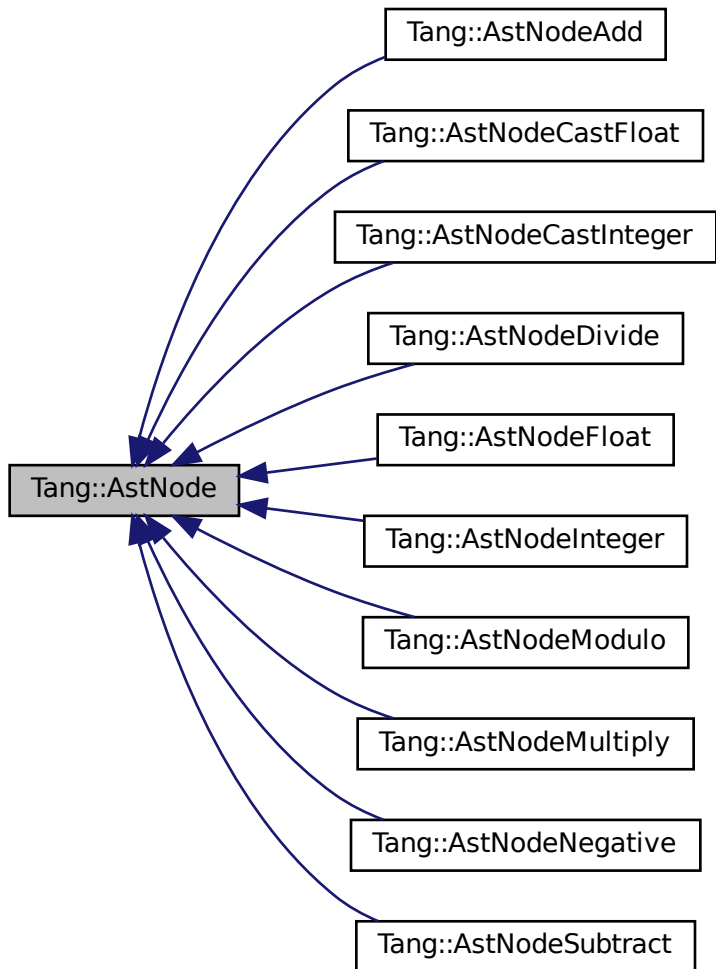 Tang::AstNodeAdd
Tang::AstNodeCastFloat
Tang::AstNodeCastInteger
Tang::AstNodeDivide
Tang::AstNodeFloat
Tang::AstNode
Tang::AstNodeInteger
Tang::AstNodeModulo
Tang::AstNodeMultiply
Tang::AstNodeNegative
Tang::AstNodeSubtract